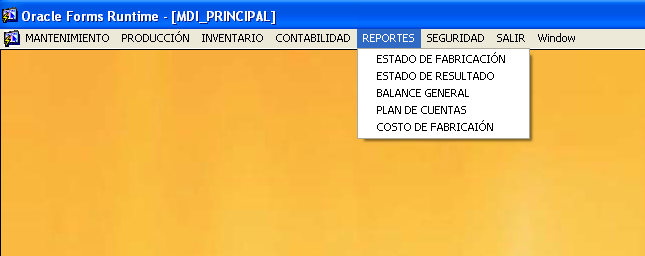 Oracle Forms Runtime - [MDI_PRINCIPAL]
MANTENIMIENTO PRODUCCIÓN INVENTARIO CONTABILIDAD REPORTES SEGURIDAD SALIR Window
ESTADO DE FABRICACIÓN
ESTADO DE RESULTADO
BALANCE GENERAL
PLAN DE CUENTAS
COSTO DE FABRICAIÓN